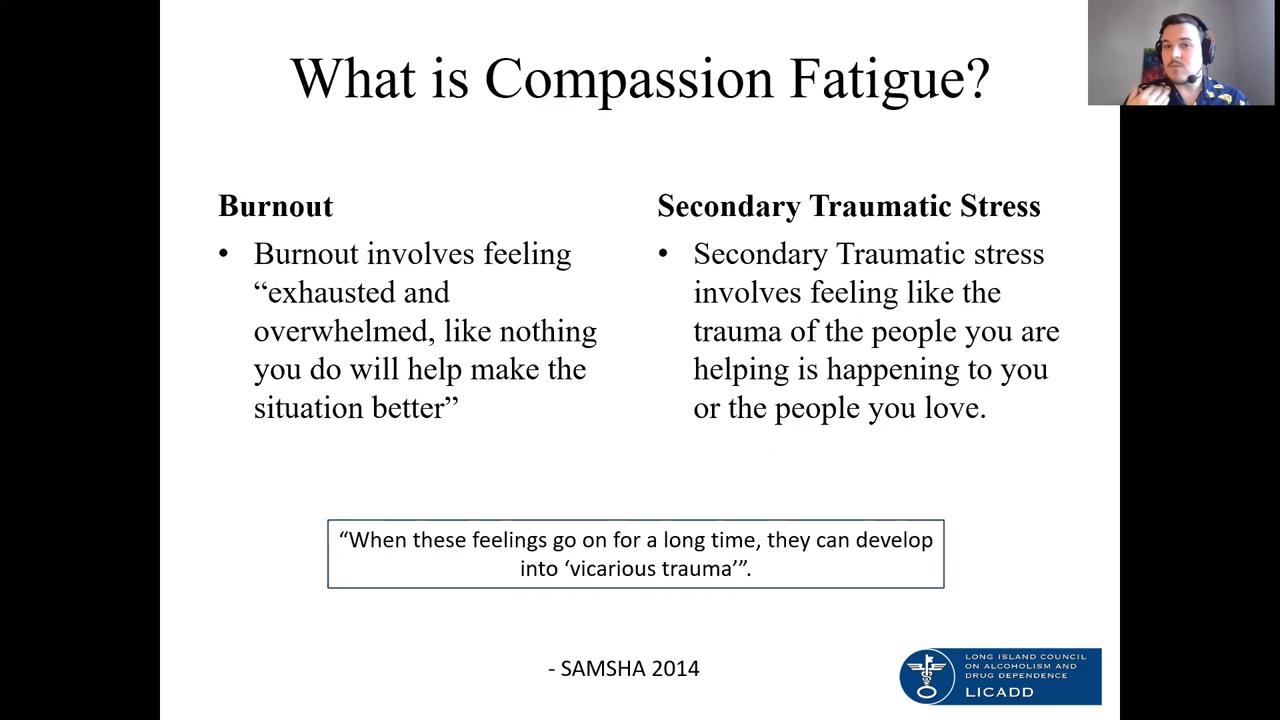 What is Compassion Fatigue?
Burnout
• Burnout involves feeling
“exhausted and
overwhelmed, like nothing
you do will help make the
situation better”
Secondary Traumatic Stress
• Secondary Traumatic stress
involves feeling like the
trauma of the people you are
helping is happening to you
or the people you love.
“When these feelings go on for a long time, they can develop
into ‘vicarious trauma’”.
- SAMSHA 2014
LONG ISLAND COUNCIL
ON ALCOHOLISM AND
DRUG DEPENDENCE
LICADD